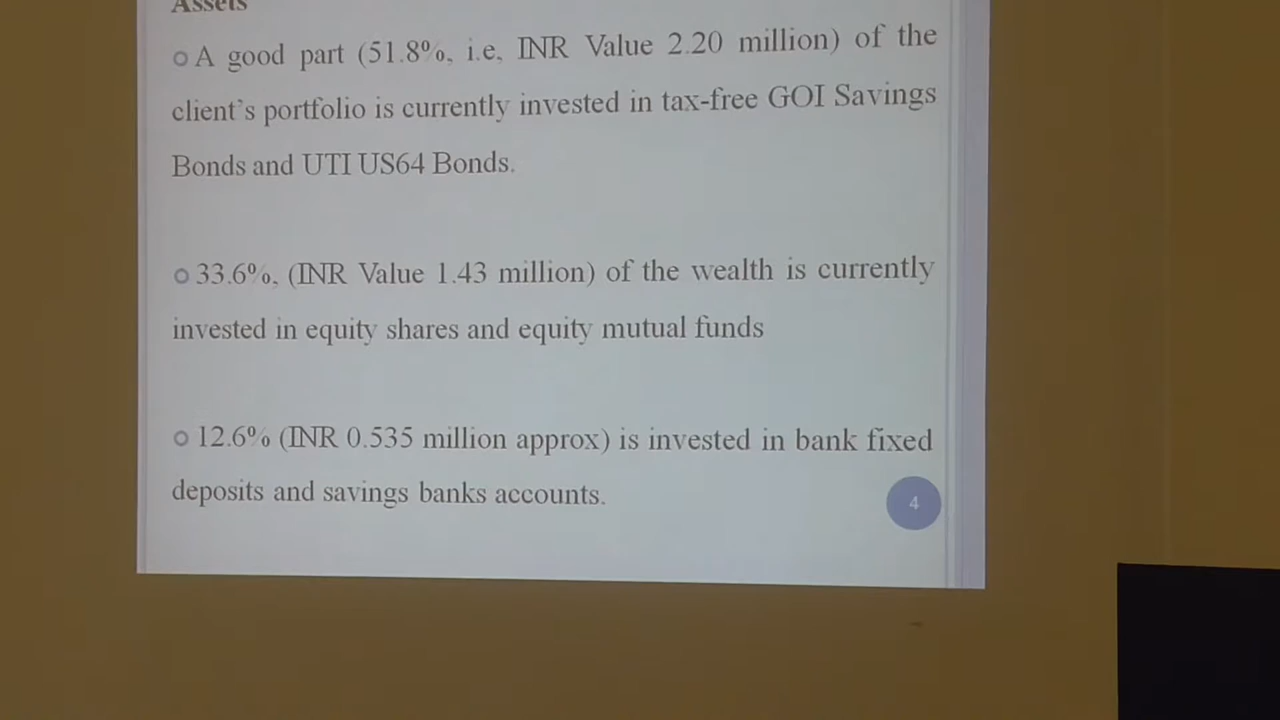 Assets
A good part (51.8%, i.e, INR Value 2.20 million) of the
client's portfolio is currently invested in tax-free GOI Savings
Bonds and UTI US64 Bonds.
33.6%, (INR Value 1.43 million) of the wealth is currently
invested in equity shares and equity mutual funds
12.6% (INR 0.535 million approx) is invested in bank fixed
deposits and savings banks accounts.
4